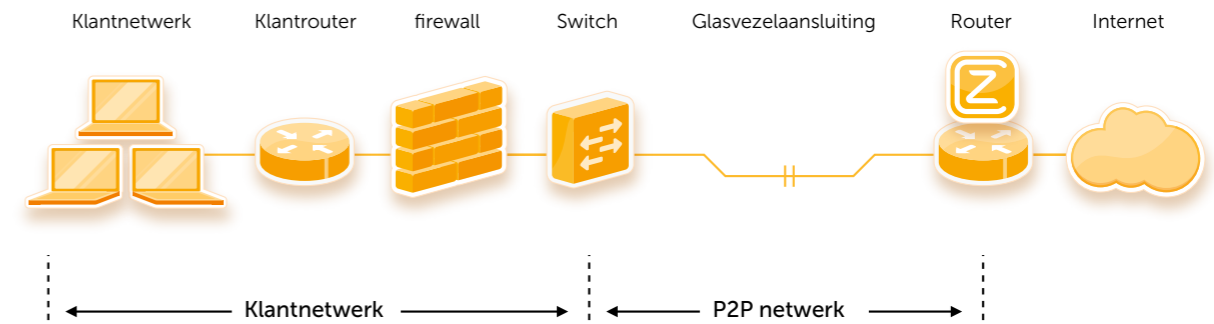 Klantnetwerk Klantrouter firewall Switch Glasvezelaansluiting Router Internet
Z
Klantnetwerk P2P netwerk